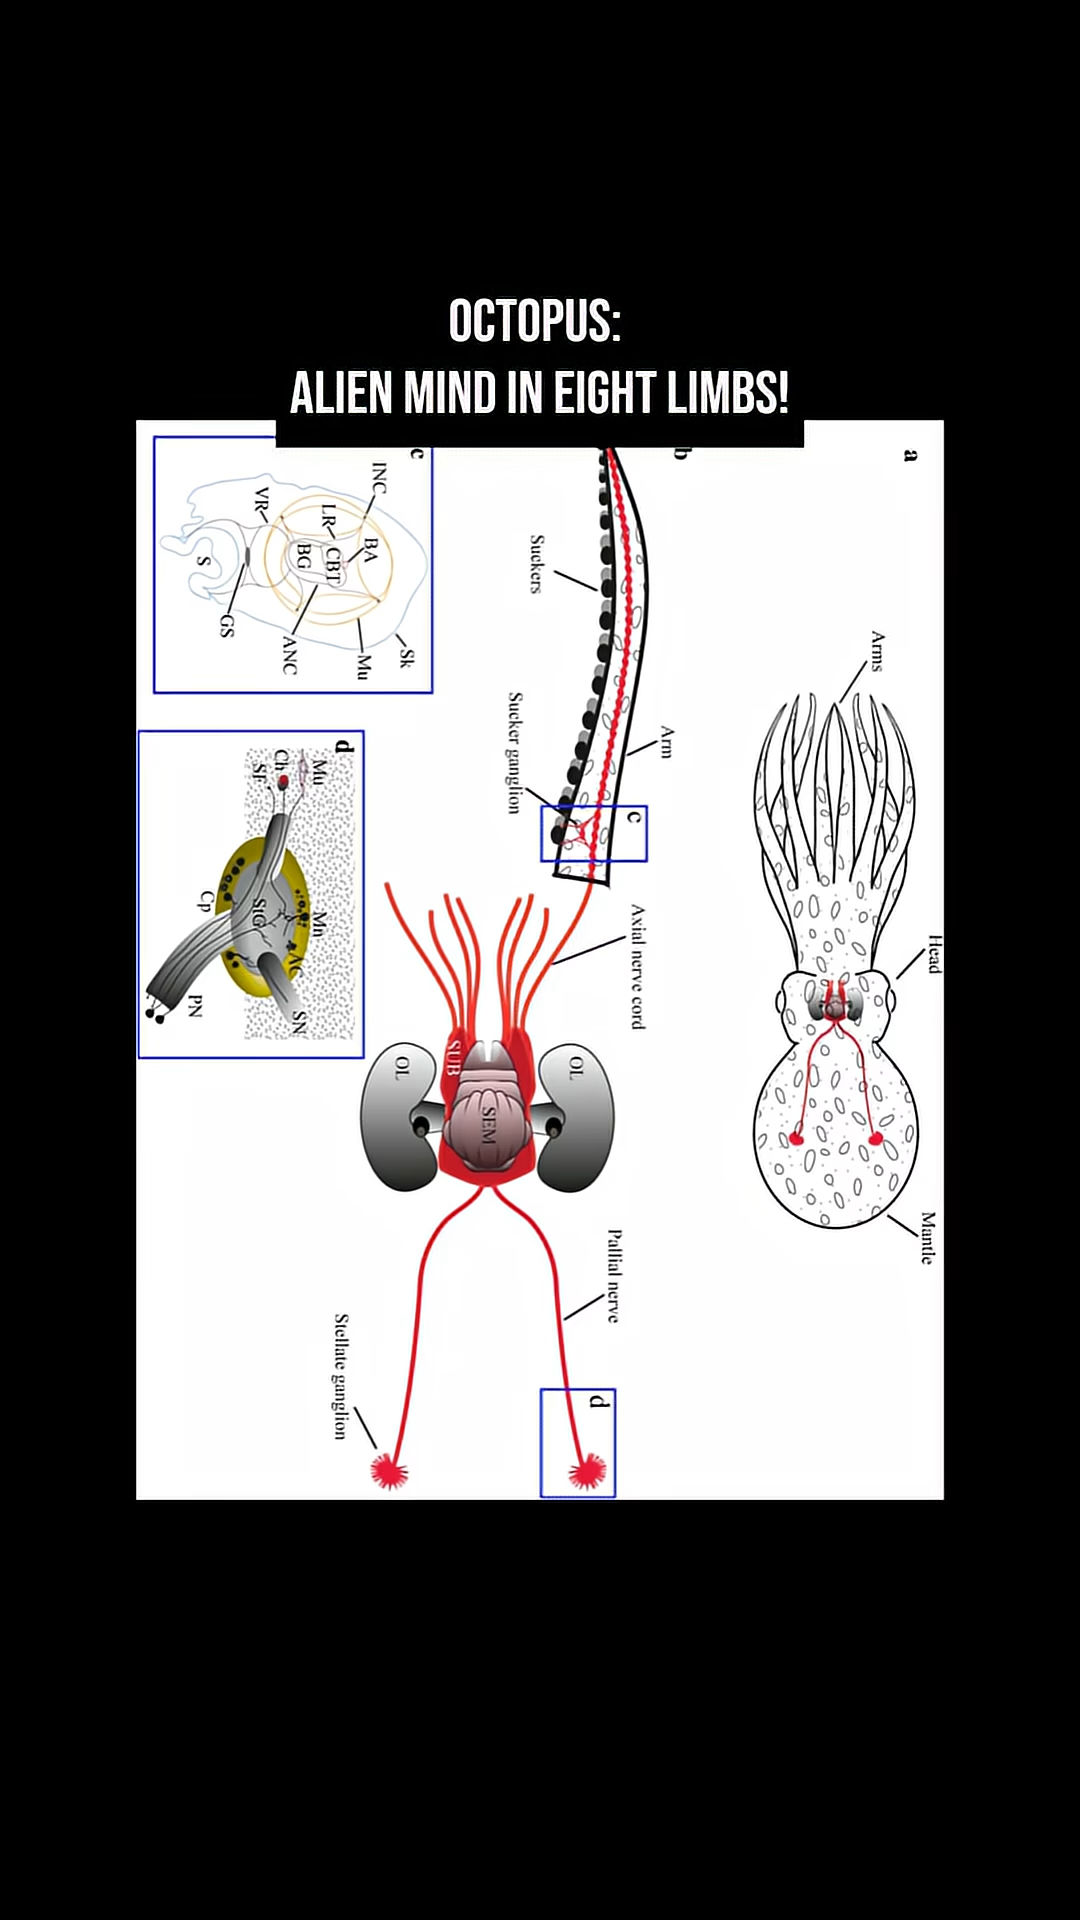 OCTOPUS:
ALIEN MIND IN EIGHT LIMBS!
a
Arms
Head
Mantle
b
Suckers
Sucker ganglion
Arm
c
Axial nerve cord
OL
SUB
SEM
OL
Pallial nerve
Stellate ganglion
d
c
INC
VR
LR
BA
CBT
BG
S
GS
ANC
Mu
Sk
d
Mu
Ch
SF
Cp
StG
Mn
AC
PN
SN